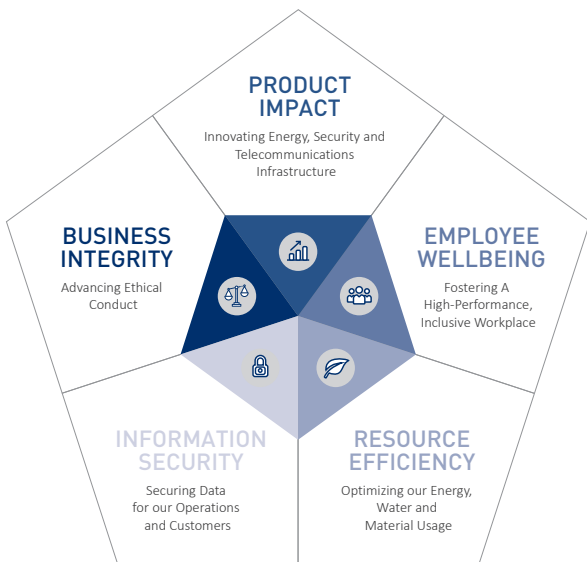 PRODUCT
IMPACT
Innovating Energy, Security and
Telecommunications
Infrastructure
BUSINESS
INTEGRITY
Advancing Ethical
Conduct
EMPLOYEE
WELLBEING
Fostering A
High-Performance,
Inclusive Workplace
INFORMATION
SECURITY
Securing Data
for our Operations
and Customers
RESOURCE
EFFICIENCY
Optimizing our Energy,
Water and
Material Usage